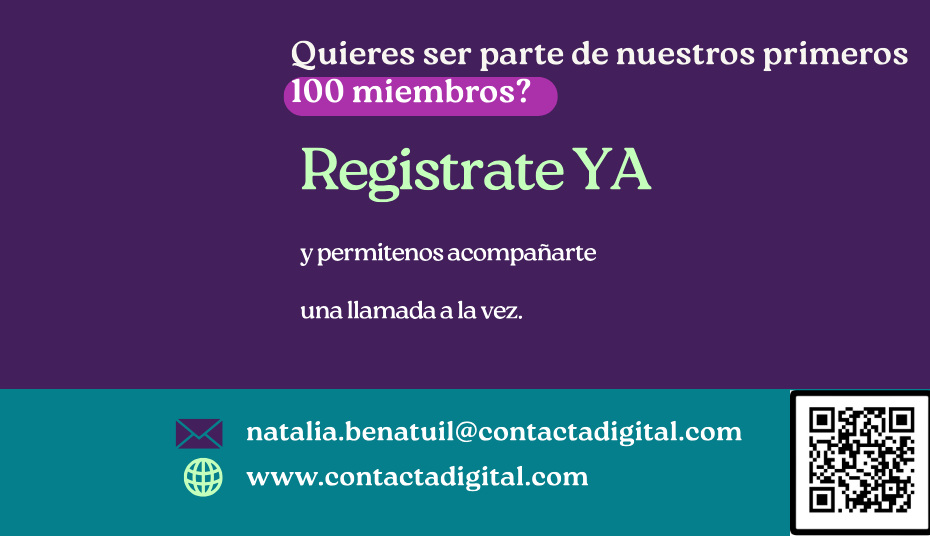 Quieres ser parte de nuestros primeros
100 miembros?
Registrate YA
y permitenos acompañarte
una llamada a la vez.
natalia.benatuil@contactadigital.com
www.contactadigital.com